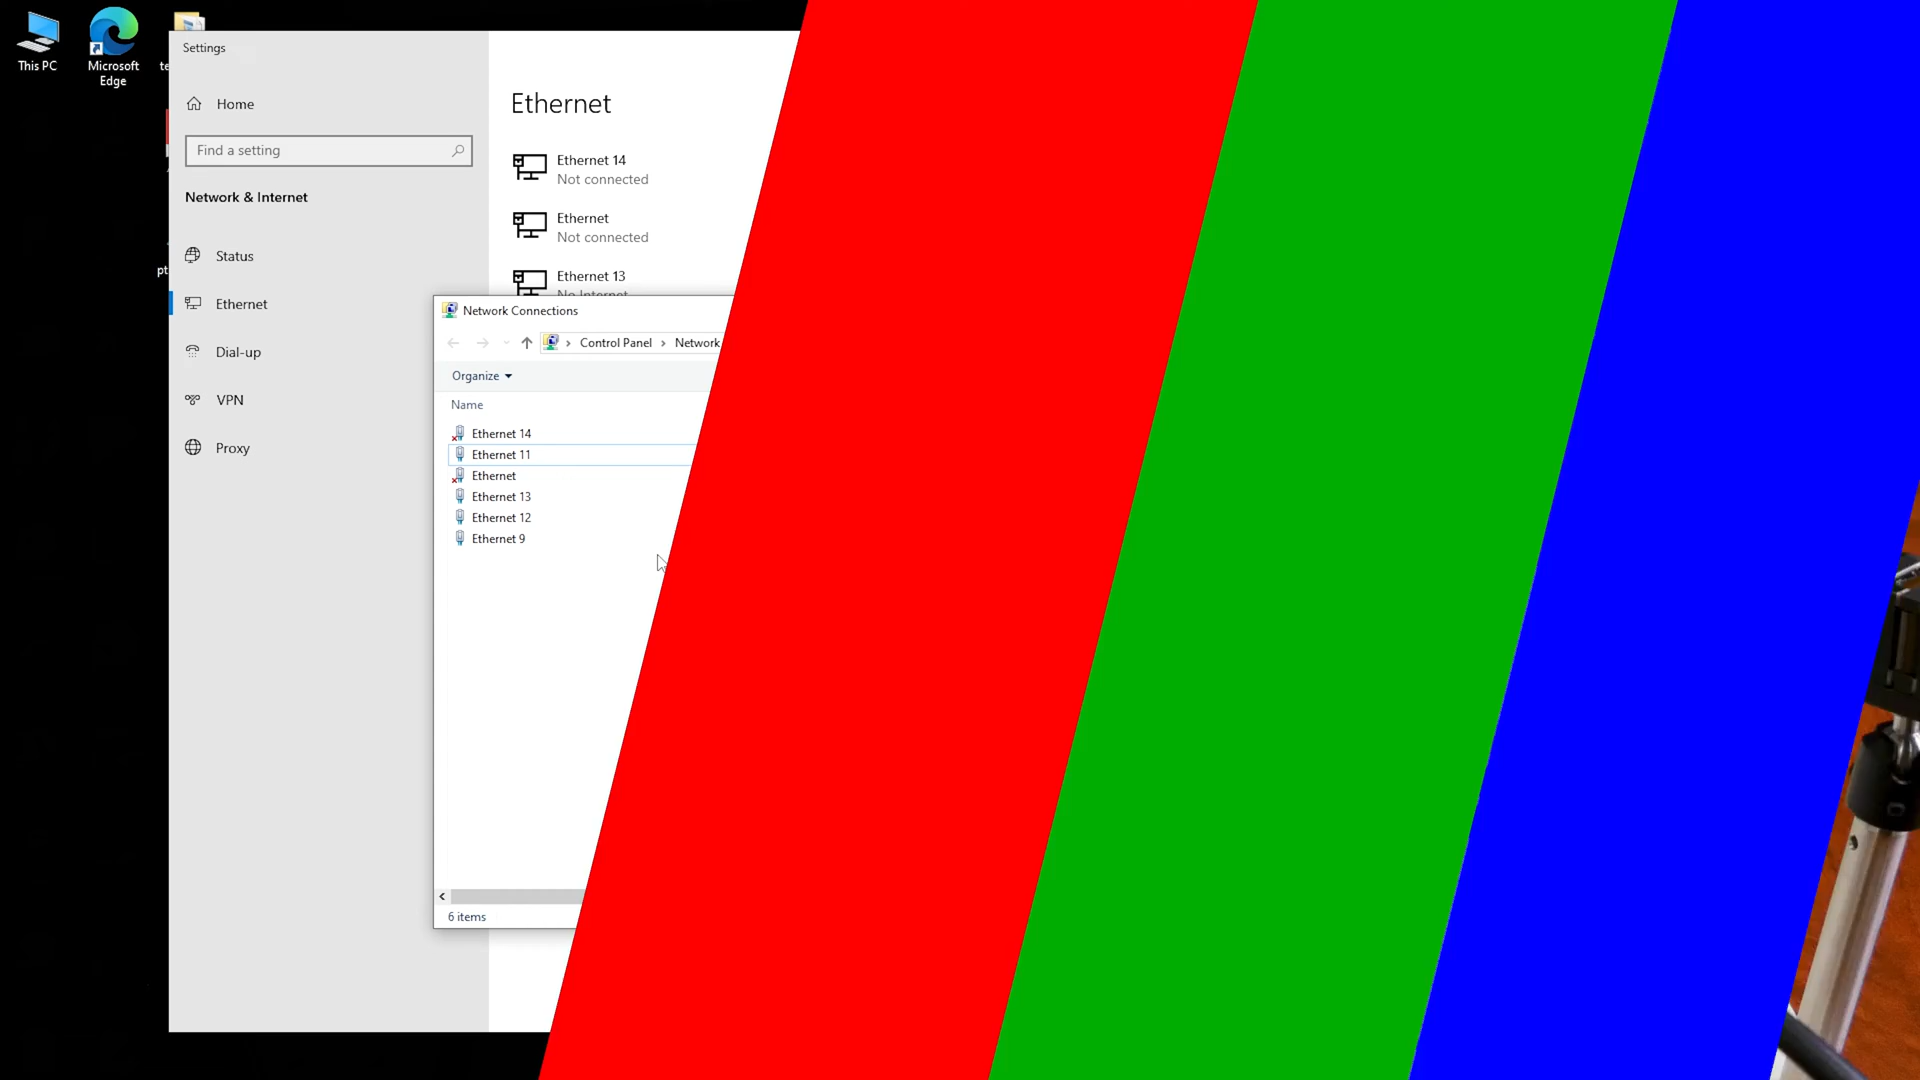 This PC
Microsoft
Edge
Settings
Home
Find a setting
Network & Internet
Status
Ethernet
Dial-up
VPN
Proxy
Ethernet
Ethernet 14
Not connected
Ethernet
Not connected
Ethernet 13
No Internet
Network Connections
Control Panel
Network
Organize
Name
Ethernet 14
Ethernet 11
Ethernet
Ethernet 13
Ethernet 12
Ethernet 9
6 items